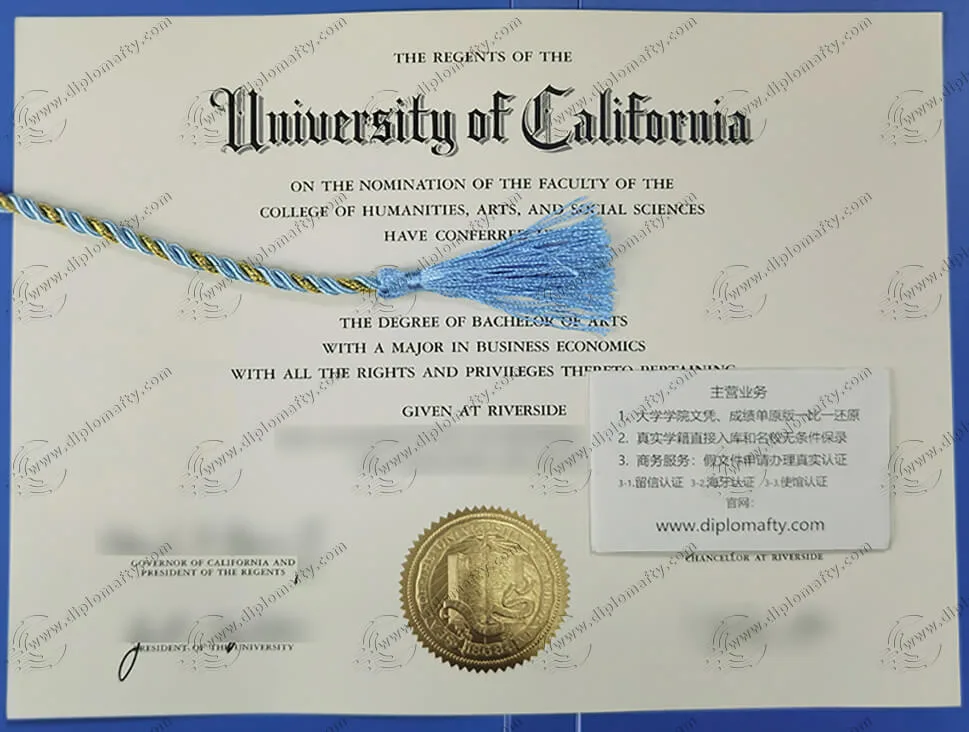 THE REGENTS OF THE
University of California
ON THE NOMINATION OF THE FACULTY OF THE
COLLEGE OF HUMANITIES, ARTS, AND SOCIAL SCIENCES
HAVE CONFERRED
THE DEGREE OF BACHELOR OF ARTS
WITH A MAJOR IN BUSINESS ECONOMICS
WITH ALL THE RIGHTS AND PRIVILEGES THERETO PERTAINING
GIVEN AT RIVERSIDE
主营业务
1、大学学院文凭、成绩单原版一比一还原
2、真实学籍直接入库和名校无条件保录
3、商务服务：假文件申请办理真实认证
3-1.留信认证 3-2.海牙认证 3-3.使馆认证
官网:
www.diplomafty.com
GOVERNOR OF CALIFORNIA AND
PRESIDENT OF THE REGENTS
CHANCELLOR AT RIVERSIDE
PRESIDENT OF THE UNIVERSITY
1868
www.diplomafty.com